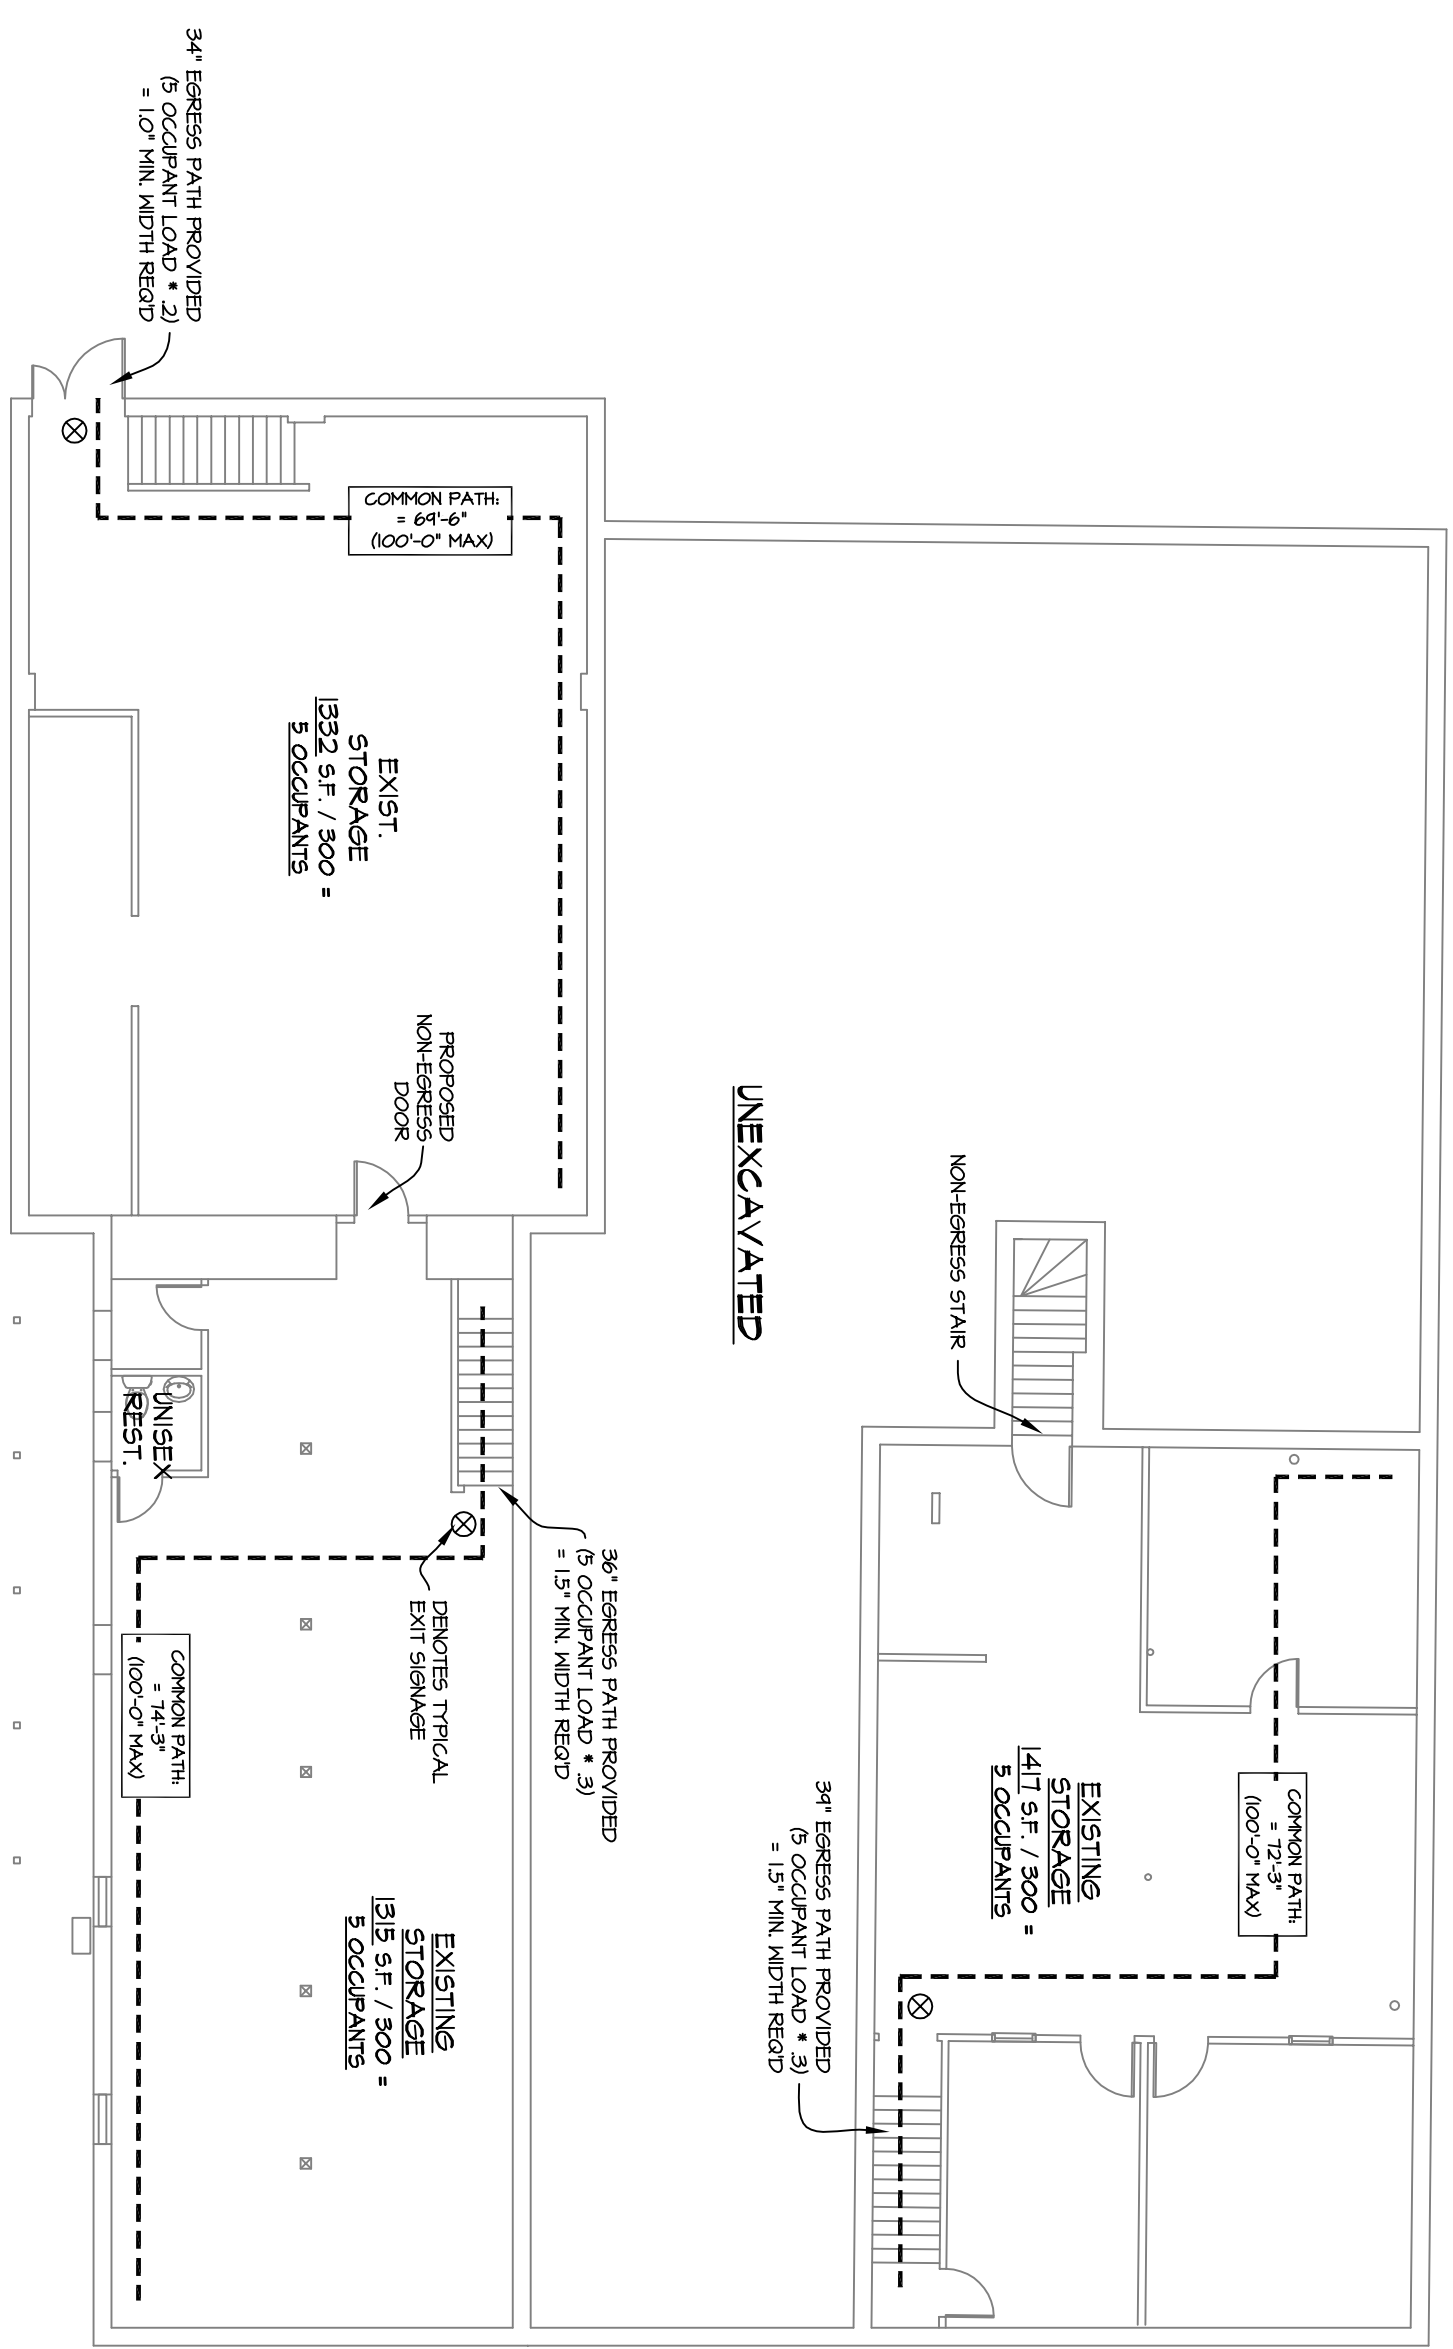 34" EGRESS PATH PROVIDED
(5 OCCUPANT LOAD * .2)
= 1.0" MIN. WIDTH REQ'D
COMMON PATH:
= 69'-6"
(100'-0" MAX)
EXIST.
STORAGE
1332 S.F. / 300 =
5 OCCUPANTS
PROPOSED
NON-EGRESS
DOOR
UNEXCAVATED
NON-EGRESS STAIR
UNISEX
REST.
36" EGRESS PATH PROVIDED
(5 OCCUPANT LOAD * .3)
= 1.5" MIN. WIDTH REQ'D
DENOTES TYPICAL
EXIT SIGNAGE
COMMON PATH:
= 74'-3"
(100'-0" MAX)
EXISTING
STORAGE
1417 S.F. / 300 =
5 OCCUPANTS
COMMON PATH:
= 72'-3"
(100'-0" MAX)
39" EGRESS PATH PROVIDED
(5 OCCUPANT LOAD * .3)
= 1.5" MIN. WIDTH REQ'D
EXISTING
STORAGE
1315 S.F. / 300 =
5 OCCUPANTS